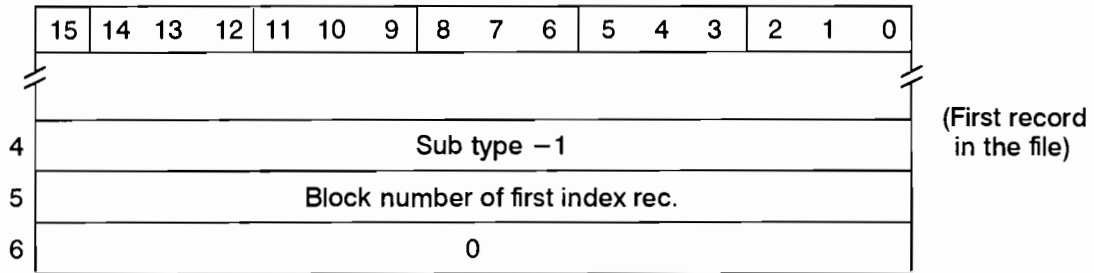 15 14 13 12 11 10 9 8 7 6 5 4 3 2 1 0
4 Sub type −1
5 Block number of first index rec.
6 0
(First record
in the file)